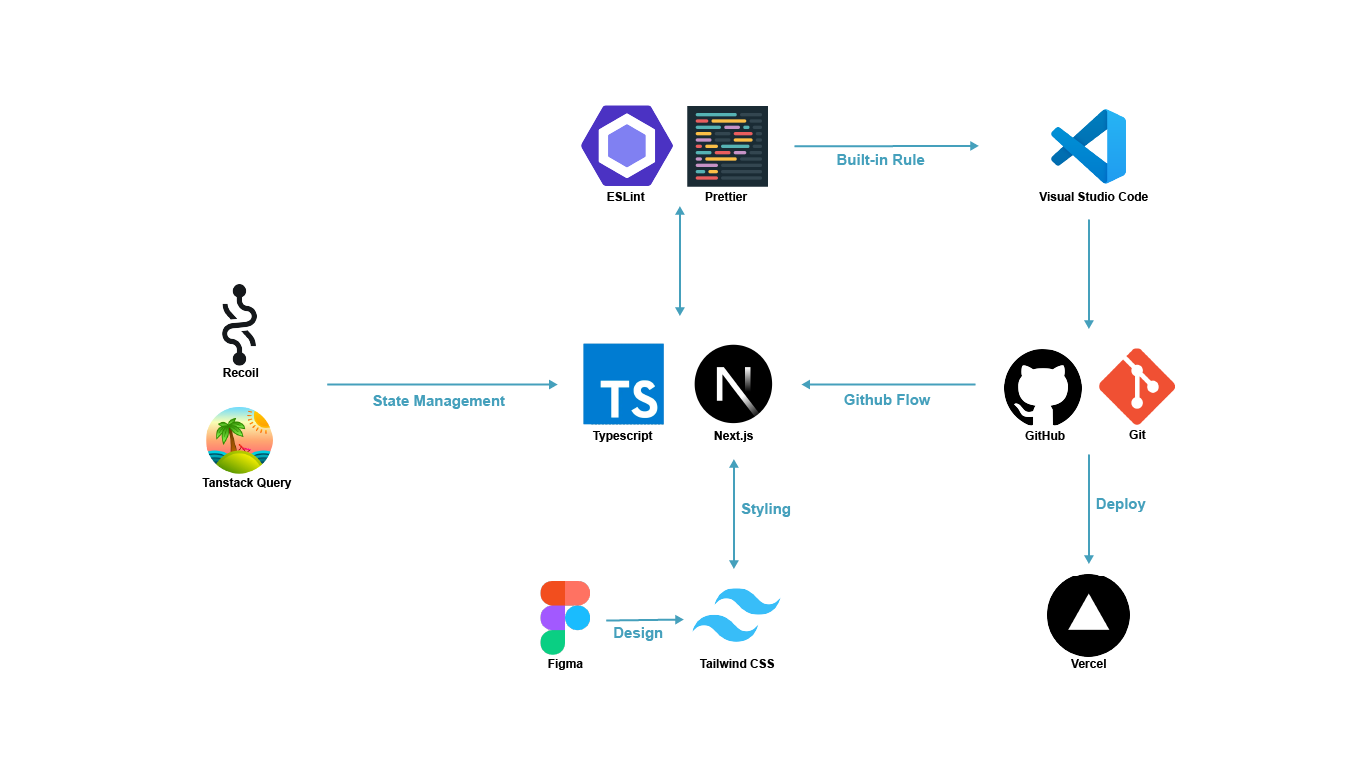 ESLint
Prettier
Built-in Rule
Visual Studio Code
Recoil
State Management
Tanstack Query
TS
Typescript
N
Next.js
Github Flow
GitHub
Git
Styling
Deploy
Figma
Design
Tailwind CSS
Vercel